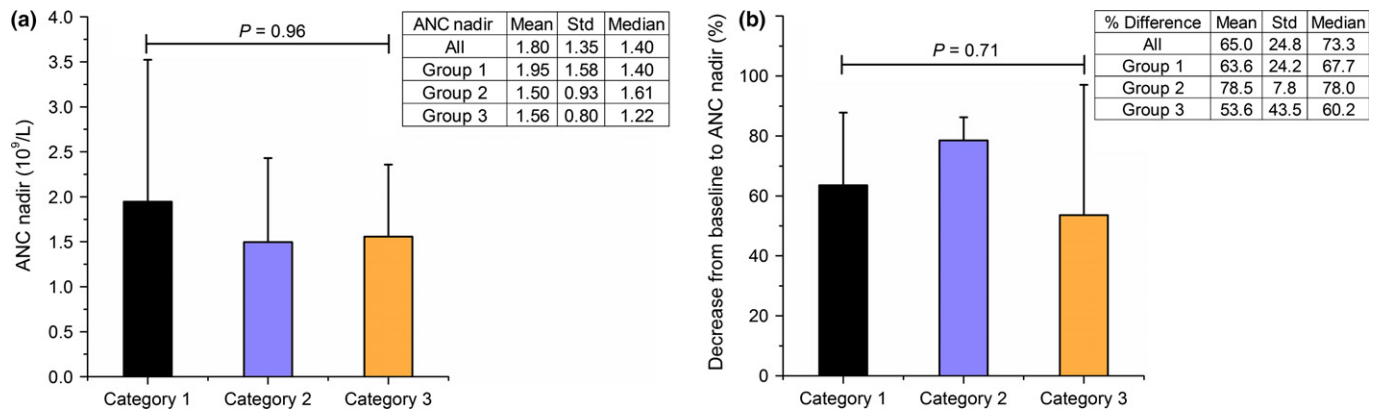 (a)
4.0
3.5
3.0
2.5
2.0
1.5
1.0
0.5
0.0
ANC nadir (10⁹/L)
P = 0.96
ANC nadir Mean Std Median
All 1.80 1.35 1.40
Group 1 1.95 1.58 1.40
Group 2 1.50 0.93 1.61
Group 3 1.56 0.80 1.22
Category 1 Category 2 Category 3
(b)
100
80
60
40
20
0
Decrease from baseline to ANC nadir (%)
P = 0.71
% Difference Mean Std Median
All 65.0 24.8 73.3
Group 1 63.6 24.2 67.7
Group 2 78.5 7.8 78.0
Group 3 53.6 43.5 60.2
Category 1 Category 2 Category 3